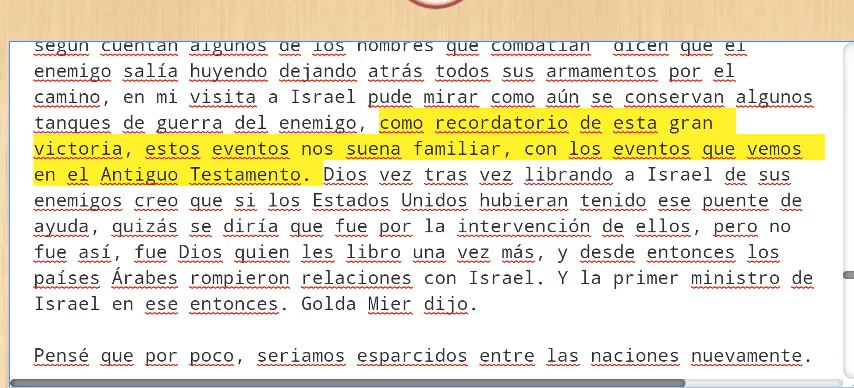 según cuentan algunos de los hombres que combatían dicen que el
enemigo salía huyendo dejando atrás todos sus armamentos por el
camino, en mi visita a Israel pude mirar como aún se conservan algunos
tanques de guerra del enemigo, como recordatorio de esta gran
victoria, estos eventos nos suena familiar, con los eventos que vemos
en el Antiguo Testamento. Dios vez tras vez librando a Israel de sus
enemigos creo que si los Estados Unidos hubieran tenido ese puente de
ayuda, quizás se diría que fue por la intervención de ellos, pero no
fue así, fue Dios quien les libro una vez más, y desde entonces los
países Árabes rompieron relaciones con Israel. Y la primer ministro de
Israel en ese entonces. Golda Mier dijo.
Pensé que por poco, seriamos esparcidos entre las naciones nuevamente.